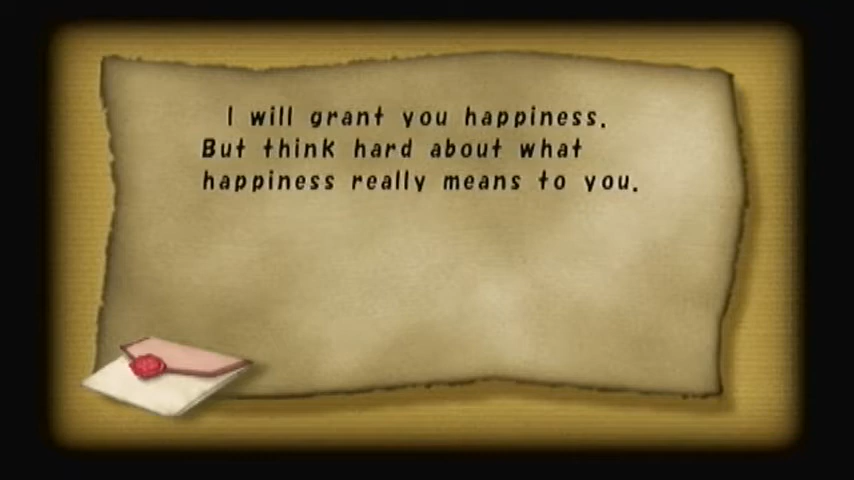 I will grant you happiness.
But think hard about what
happiness really means to you.